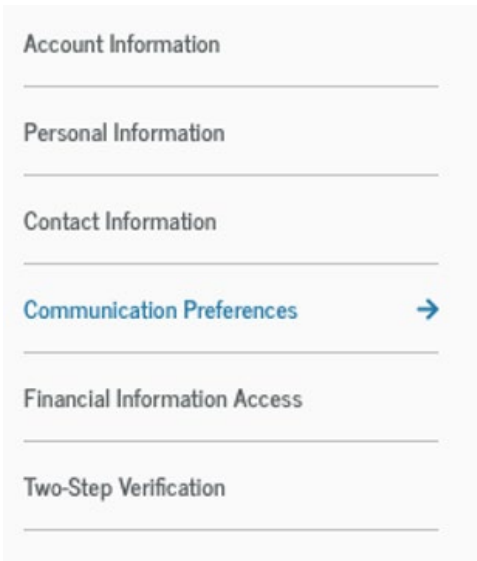 Account Information
Personal Information
Contact Information
Communication Preferences
Financial Information Access
Two-Step Verification